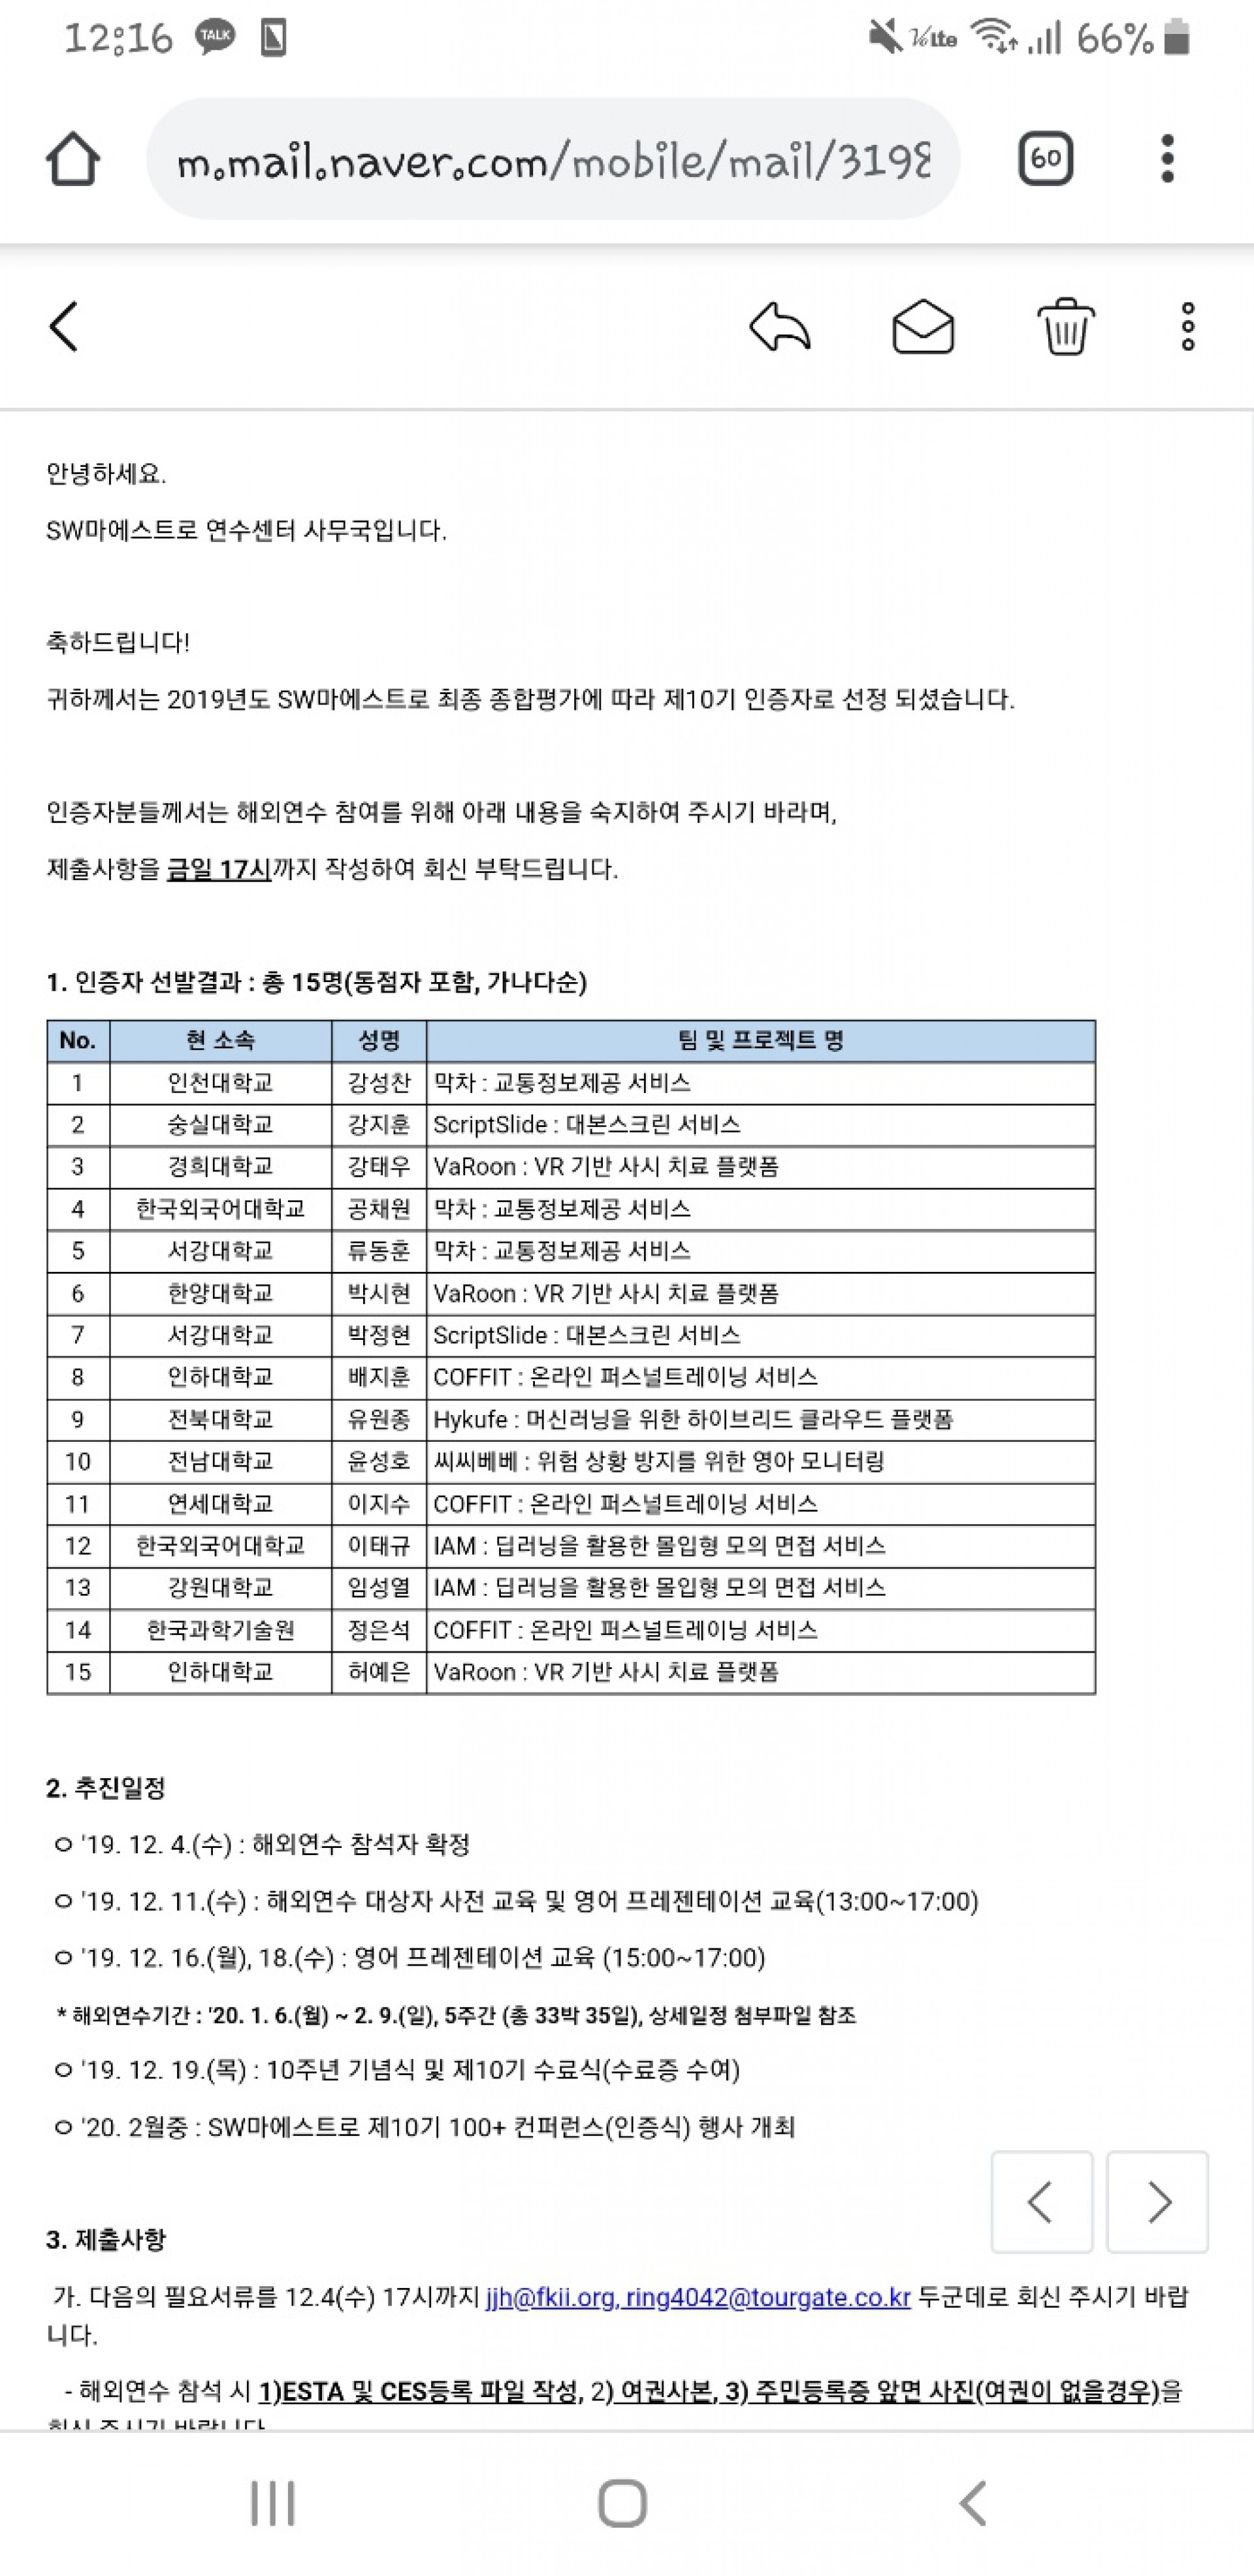 12:16 TALK VoLte 66%
m.mail.naver.com/mobile/mail/3198 60
안녕하세요.
SW마에스트로 연수센터 사무국입니다.
축하드립니다!
귀하께서는 2019년도 SW마에스트로 최종 종합평가에 따라 제10기 인증자로 선정 되셨습니다.
인증자분들께서는 해외연수 참여를 위해 아래 내용을 숙지하여 주시기 바라며,
제출사항을 금일 17시까지 작성하여 회신 부탁드립니다.
1. 인증자 선발결과 : 총 15명(동점자 포함, 가나다순)
No. 현 소속 성명 팀 및 프로젝트 명
1 인천대학교 강성찬 막차 : 교통정보제공 서비스
2 숭실대학교 강지훈 ScriptSlide : 대본스크린 서비스
3 경희대학교 강태우 VaRoon : VR 기반 사시 치료 플랫폼
4 한국외국어대학교 공채원 막차 : 교통정보제공 서비스
5 서강대학교 류동훈 막차 : 교통정보제공 서비스
6 한양대학교 박시현 VaRoon : VR 기반 사시 치료 플랫폼
7 서강대학교 박정현 ScriptSlide : 대본스크린 서비스
8 인하대학교 배지훈 COFFIT : 온라인 퍼스널트레이닝 서비스
9 전북대학교 유원종 Hykufe : 머신러닝을 위한 하이브리드 클라우드 플랫폼
10 전남대학교 윤성호 씨씨베베 : 위험 상황 방지를 위한 영아 모니터링
11 연세대학교 이지수 COFFIT : 온라인 퍼스널트레이닝 서비스
12 한국외국어대학교 이태규 IAM : 딥러닝을 활용한 몰입형 모의 면접 서비스
13 강원대학교 임성열 IAM : 딥러닝을 활용한 몰입형 모의 면접 서비스
14 한국과학기술원 정은석 COFFIT : 온라인 퍼스널트레이닝 서비스
15 인하대학교 허예은 VaRoon : VR 기반 사시 치료 플랫폼
2. 추진일정
ㅇ '19. 12. 4.(수) : 해외연수 참석자 확정
ㅇ '19. 12. 11.(수) : 해외연수 대상자 사전 교육 및 영어 프레젠테이션 교육(13:00~17:00)
ㅇ '19. 12. 16.(월), 18.(수) : 영어 프레젠테이션 교육 (15:00~17:00)
* 해외연수기간 : '20. 1. 6.(월) ~ 2. 9.(일), 5주간 (총 33박 35일), 상세일정 첨부파일 참조
ㅇ '19. 12. 19.(목) : 10주년 기념식 및 제10기 수료식(수료증 수여)
ㅇ '20. 2월중 : SW마에스트로 제10기 100+ 컨퍼런스(인증식) 행사 개최
3. 제출사항
가. 다음의 필요서류를 12.4(수) 17시까지 jjh@fkii.org, ring4042@tourgate.co.kr 두군데로 회신 주시기 바랍
니다.
- 해외연수 참석 시 1)ESTA 및 CES등록 파일 작성, 2) 여권사본, 3) 주민등록증 앞면 사진(여권이 없을경우)을
회신 주시기 바랍니다